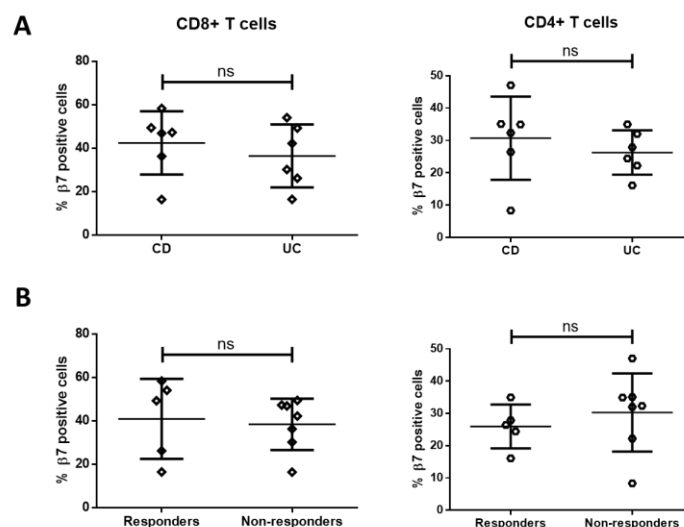 A
CD8+ T cells
CD4+ T cells
ns
80
60
40
20
0
% β7 positive cells
CD
UC
ns
50
40
30
20
10
0
% β7 positive cells
CD
UC
B
ns
80
60
40
20
0
% β7 positive cells
Responders
Non-responders
ns
50
40
30
20
10
0
% β7 positive cells
Responders
Non-responders